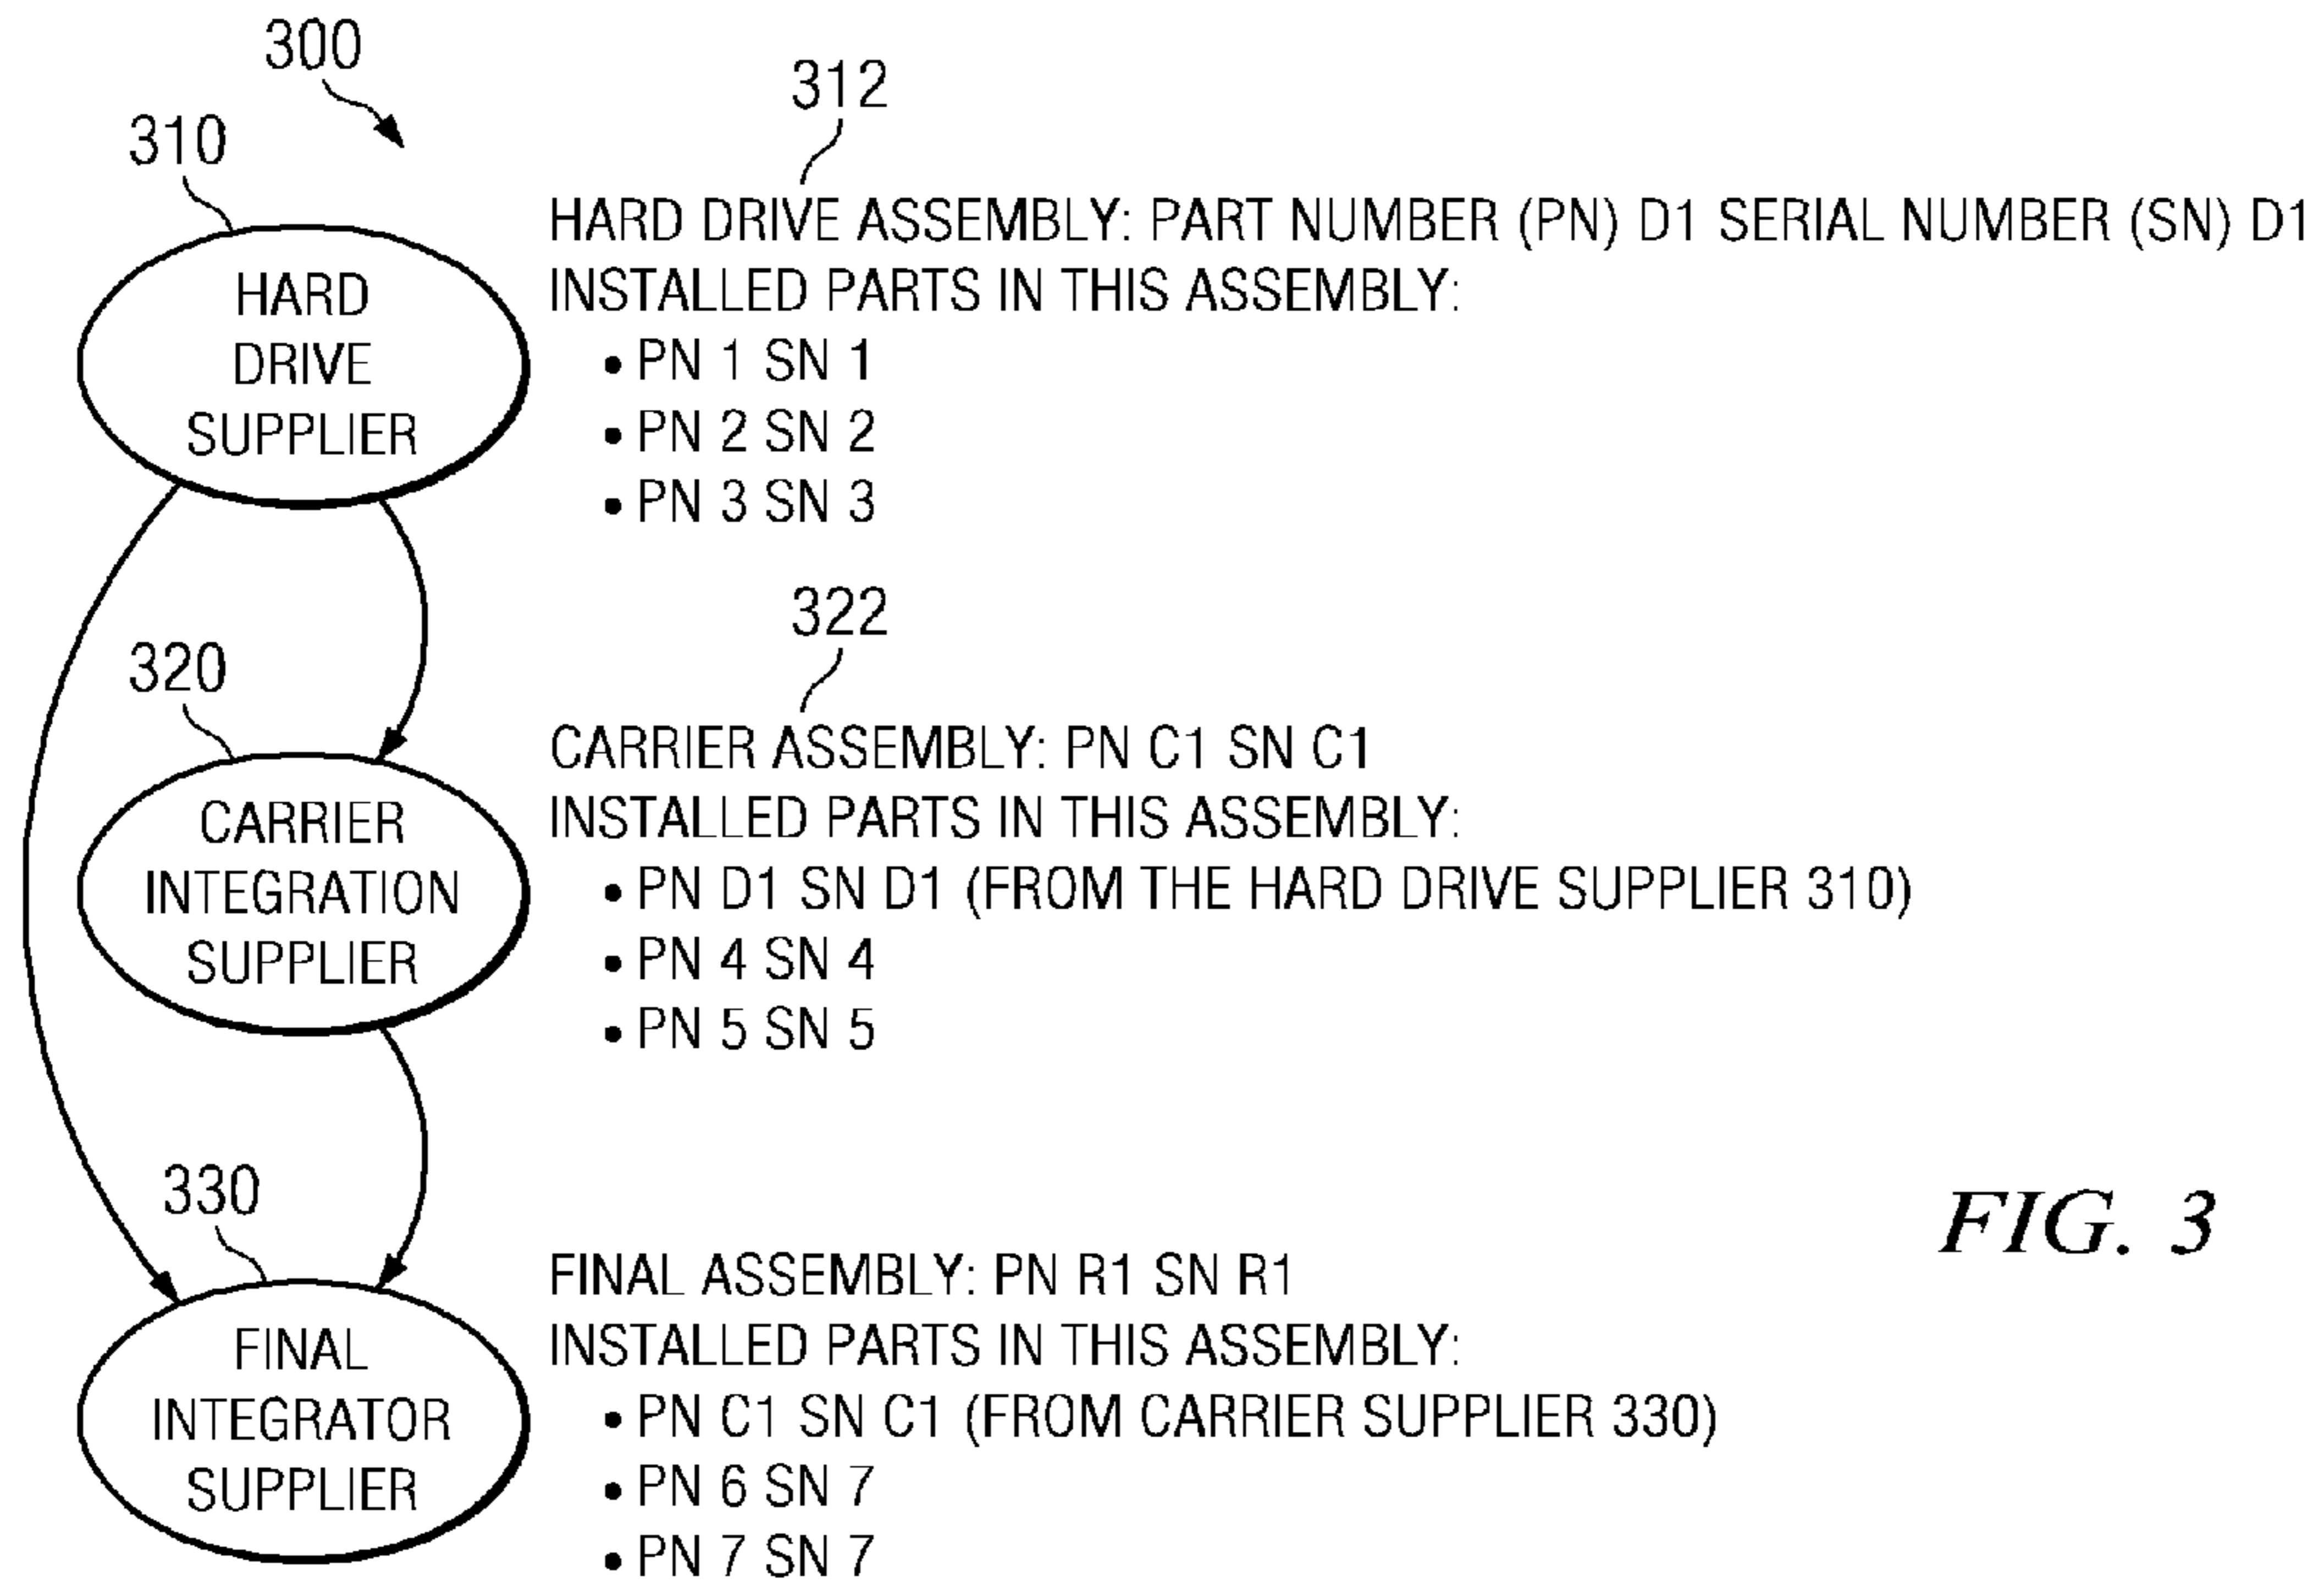 300
312
310
HARD DRIVE ASSEMBLY: PART NUMBER (PN) D1 SERIAL NUMBER (SN) D1
INSTALLED PARTS IN THIS ASSEMBLY:
• PN 1 SN 1
• PN 2 SN 2
• PN 3 SN 3
HARD
DRIVE
SUPPLIER
322
320
CARRIER ASSEMBLY: PN C1 SN C1
INSTALLED PARTS IN THIS ASSEMBLY:
• PN D1 SN D1 (FROM THE HARD DRIVE SUPPLIER 310)
• PN 4 SN 4
• PN 5 SN 5
CARRIER
INTEGRATION
SUPPLIER
330
FINAL ASSEMBLY: PN R1 SN R1
INSTALLED PARTS IN THIS ASSEMBLY:
• PN C1 SN C1 (FROM CARRIER SUPPLIER 330)
• PN 6 SN 7
• PN 7 SN 7
FINAL
INTEGRATOR
SUPPLIER
FIG. 3